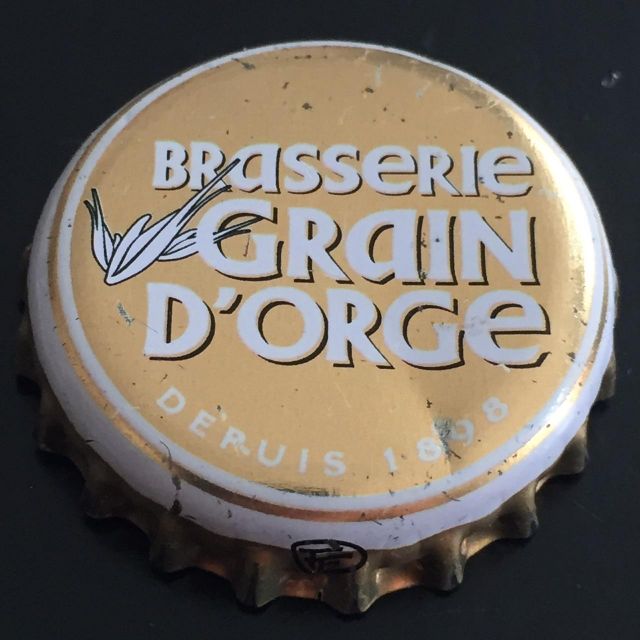 BRASSERIE
GRAIN
D'ORGE
DEPUIS 1898